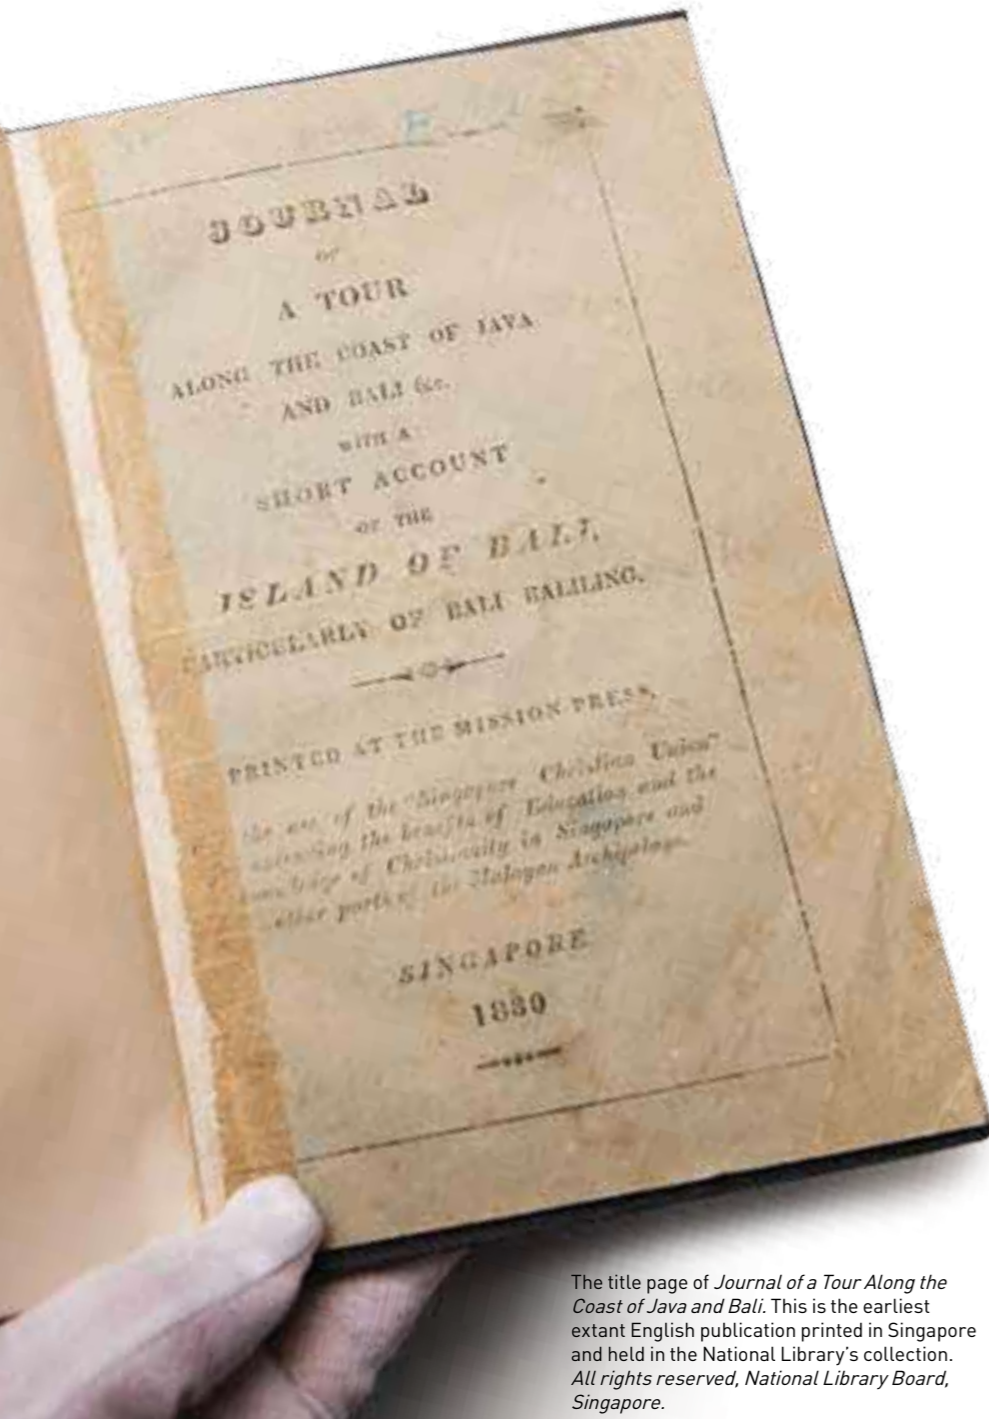 JOURNAL
OF
A TOUR
ALONG THE COAST OF JAVA
AND BALI &c.
WITH A
SHORT ACCOUNT
OF THE
ISLAND OF BALI,
PARTICULARLY OF BALI BALILING.
PRINTED AT THE MISSION PRESS,
the use of the "Singapore Christian Union"
extending the benefits of Education and the
knowledge of Christianity in Singapore and
other parts of the Malayan Archipelago.
SINGAPORE
1830
The title page of Journal of a Tour Along the
Coast of Java and Bali. This is the earliest
extant English publication printed in Singapore
and held in the National Library's collection.
All rights reserved, National Library Board,
Singapore.